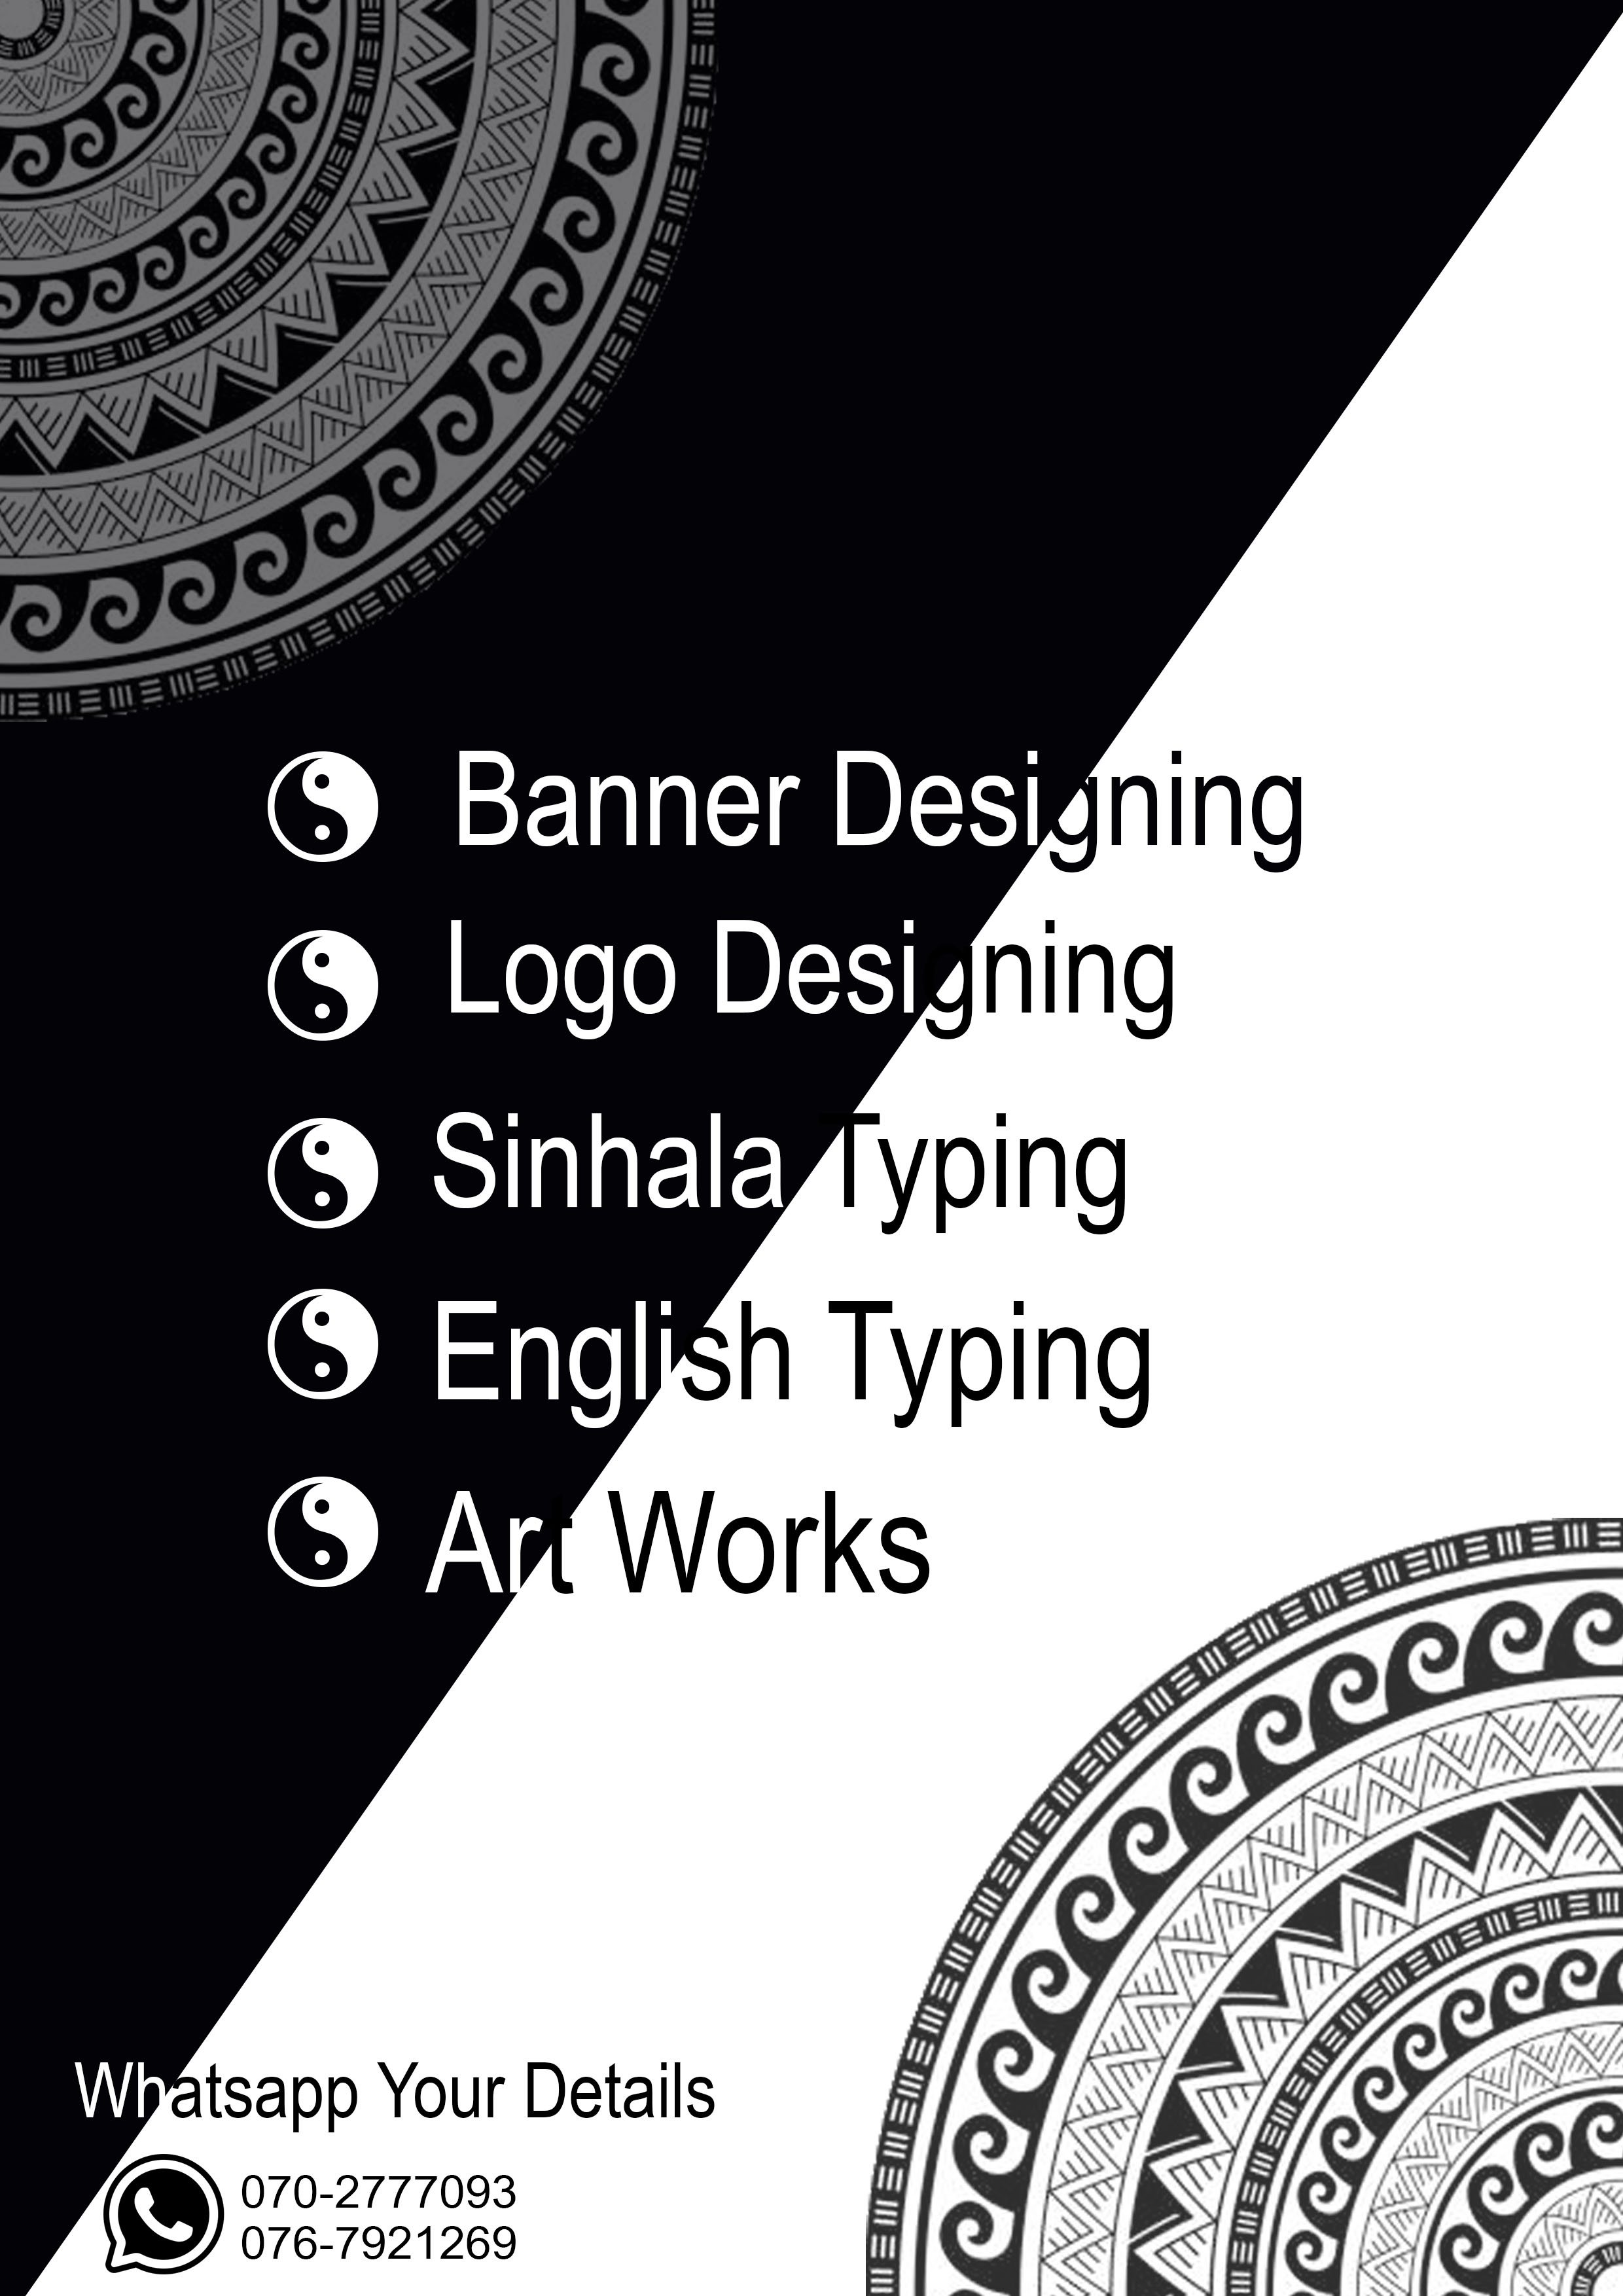 Banner Designing
Logo Designing
Sinhala Typing
English Typing
Art Works
Whatsapp Your Details
070-2777093
076-7921269